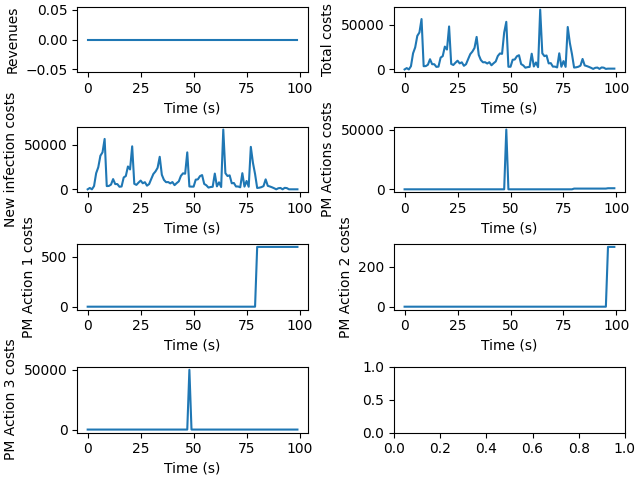 Revenues
0.05
0.00
−0.05
0 25 50 75 100
Time (s)
Total costs
50000
0
0 25 50 75 100
Time (s)
New infection costs
50000
0
0 25 50 75 100
Time (s)
PM Actions costs
50000
0
0 25 50 75 100
Time (s)
PM Action 1 costs
500
0
0 25 50 75 100
Time (s)
PM Action 2 costs
200
0
0 25 50 75 100
Time (s)
PM Action 3 costs
50000
0
0 25 50 75 100
Time (s)
1.0
0.5
0.0
0.0 0.2 0.4 0.6 0.8 1.0